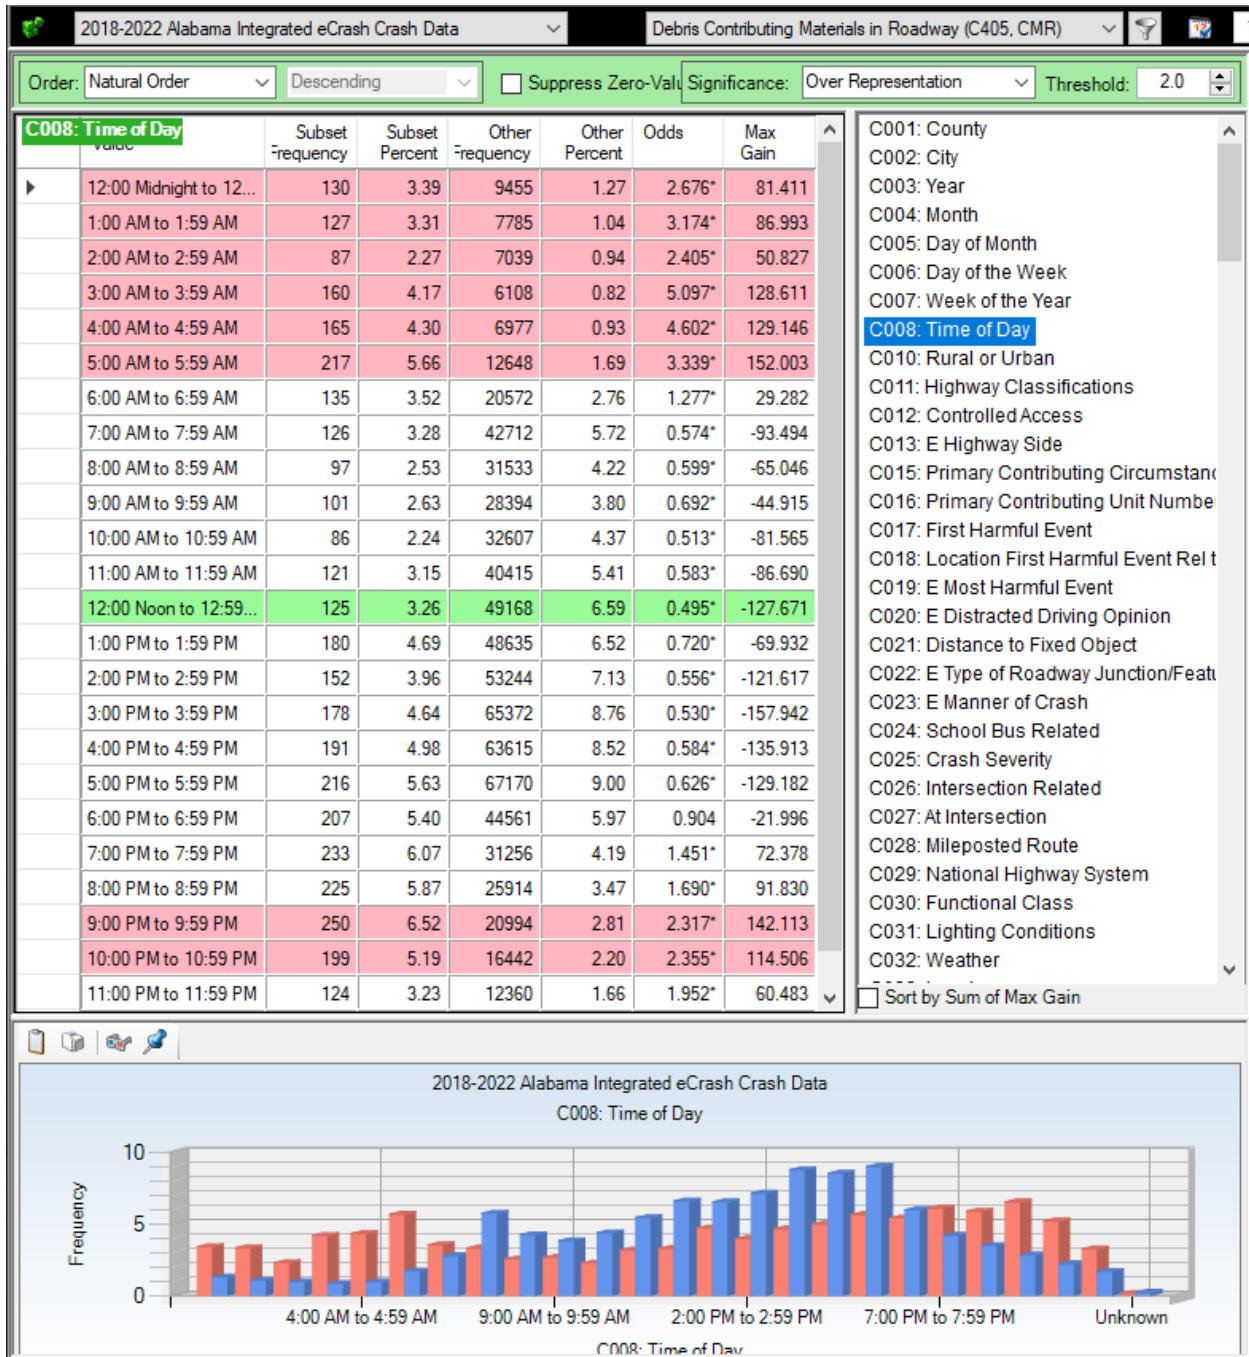 2018-2022 Alabama Integrated eCrash Crash Data Debris Contributing Materials in Roadway (C405, CMR)
Order: Natural Order Descending Suppress Zero-Valu Significance: Over Representation Threshold: 2.0
C008: Time of Day Subset Frequency Subset Percent Other Frequency Other Percent Odds Max Gain
12:00 Midnight to 12... 130 3.39 9455 1.27 2.676* 81.411
1:00 AM to 1:59 AM 127 3.31 7785 1.04 3.174* 86.993
2:00 AM to 2:59 AM 87 2.27 7039 0.94 2.405* 50.827
3:00 AM to 3:59 AM 160 4.17 6108 0.82 5.097* 128.611
4:00 AM to 4:59 AM 165 4.30 6977 0.93 4.602* 129.146
5:00 AM to 5:59 AM 217 5.66 12648 1.69 3.339* 152.003
6:00 AM to 6:59 AM 135 3.52 20572 2.76 1.277* 29.282
7:00 AM to 7:59 AM 126 3.28 42712 5.72 0.574* -93.494
8:00 AM to 8:59 AM 97 2.53 31533 4.22 0.599* -65.046
9:00 AM to 9:59 AM 101 2.63 28394 3.80 0.692* -44.915
10:00 AM to 10:59 AM 86 2.24 32607 4.37 0.513* -81.565
11:00 AM to 11:59 AM 121 3.15 40415 5.41 0.583* -86.690
12:00 Noon to 12:59... 125 3.26 49168 6.59 0.495* -127.671
1:00 PM to 1:59 PM 180 4.69 48635 6.52 0.720* -69.932
2:00 PM to 2:59 PM 152 3.96 53244 7.13 0.556* -121.617
3:00 PM to 3:59 PM 178 4.64 65372 8.76 0.530* -157.942
4:00 PM to 4:59 PM 191 4.98 63615 8.52 0.584* -135.913
5:00 PM to 5:59 PM 216 5.63 67170 9.00 0.626* -129.182
6:00 PM to 6:59 PM 207 5.40 44561 5.97 0.904 -21.996
7:00 PM to 7:59 PM 233 6.07 31256 4.19 1.451* 72.378
8:00 PM to 8:59 PM 225 5.87 25914 3.47 1.690* 91.830
9:00 PM to 9:59 PM 250 6.52 20994 2.81 2.317* 142.113
10:00 PM to 10:59 PM 199 5.19 16442 2.20 2.355* 114.506
11:00 PM to 11:59 PM 124 3.23 12360 1.66 1.952* 60.483
C001: County
C002: City
C003: Year
C004: Month
C005: Day of Month
C006: Day of the Week
C007: Week of the Year
C008: Time of Day
C010: Rural or Urban
C011: Highway Classifications
C012: Controlled Access
C013: E Highway Side
C015: Primary Contributing Circumstanc
C016: Primary Contributing Unit Number
C017: First Harmful Event
C018: Location First Harmful Event Rel t
C019: E Most Harmful Event
C020: E Distracted Driving Opinion
C021: Distance to Fixed Object
C022: E Type of Roadway Junction/Featu
C023: E Manner of Crash
C024: School Bus Related
C025: Crash Severity
C026: Intersection Related
C027: At Intersection
C028: Mileposted Route
C029: National Highway System
C030: Functional Class
C031: Lighting Conditions
C032: Weather
Sort by Sum of Max Gain
2018-2022 Alabama Integrated eCrash Crash Data
C008: Time of Day
Frequency
10
5
0
4:00 AM to 4:59 AM 9:00 AM to 9:59 AM 2:00 PM to 2:59 PM 7:00 PM to 7:59 PM Unknown
C008: Time of Day